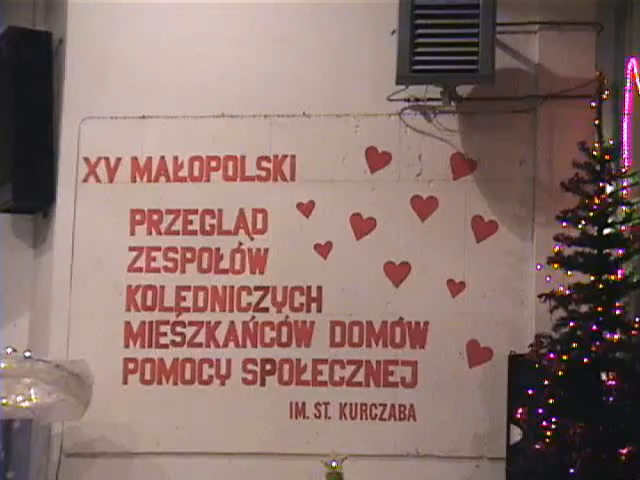 XV MAŁOPOLSKI
PRZEGLĄD
ZESPOŁÓW
KOLĘDNICZYCH
MIESZKAŃCÓW DOMÓW
POMOCY SPOŁECZNEJ
IM. ST. KURCZABA